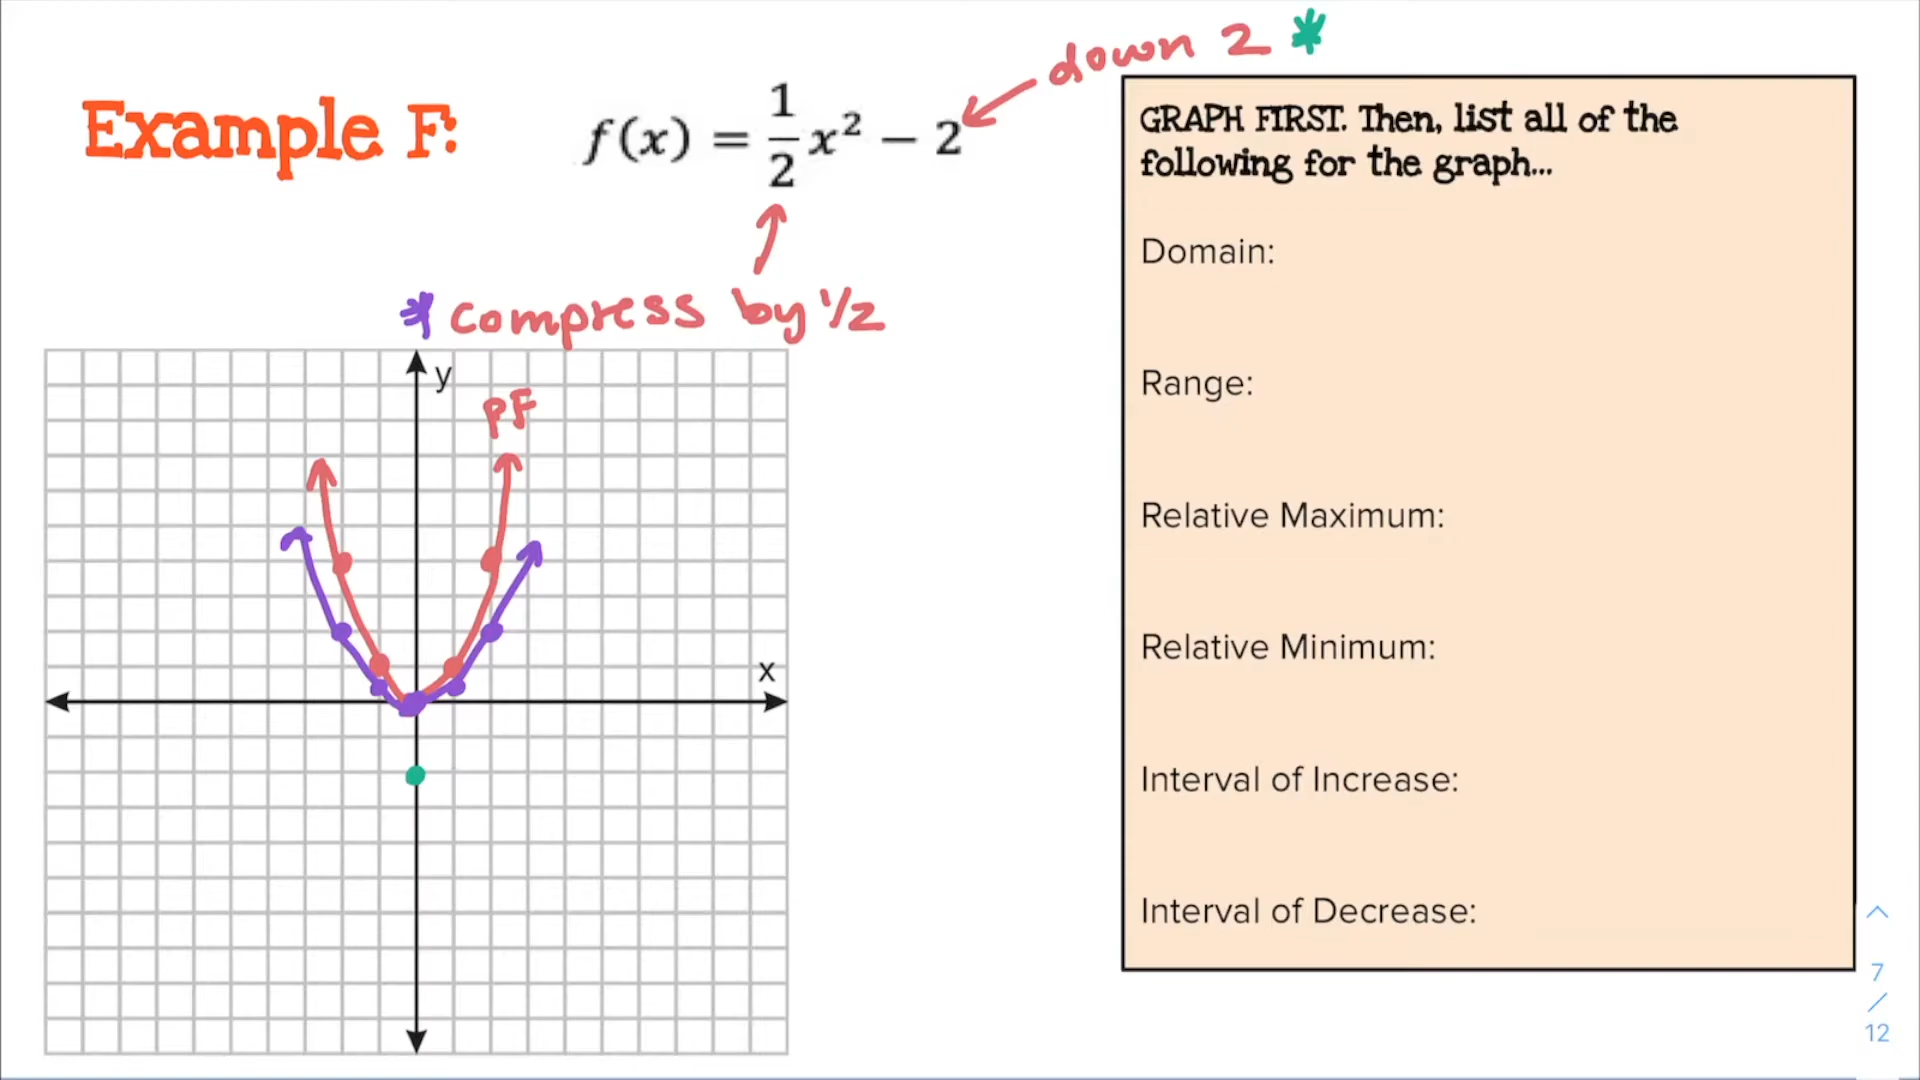 down 2 *
Example F:
f(x) = 1/2 x² − 2
* compress by 1/2
y
PF
x
GRAPH FIRST. Then, list all of the
following for the graph...
Domain:
Range:
Relative Maximum:
Relative Minimum:
Interval of Increase:
Interval of Decrease:
7
/
12